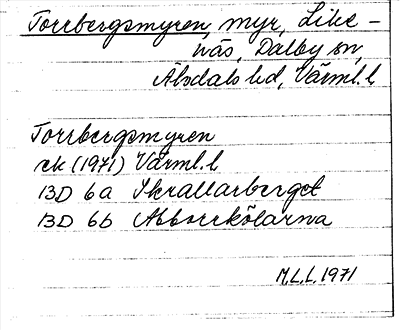 Torrbergsmyren, myr, Like-
näs, Dalby sn,
Älvdals hd, Värml. l
Torrbergsmyren
ek (1971) Värml. l
13D 6a Skrallarberget
13D 6b Abborrkölarna
M.L.L. 1971